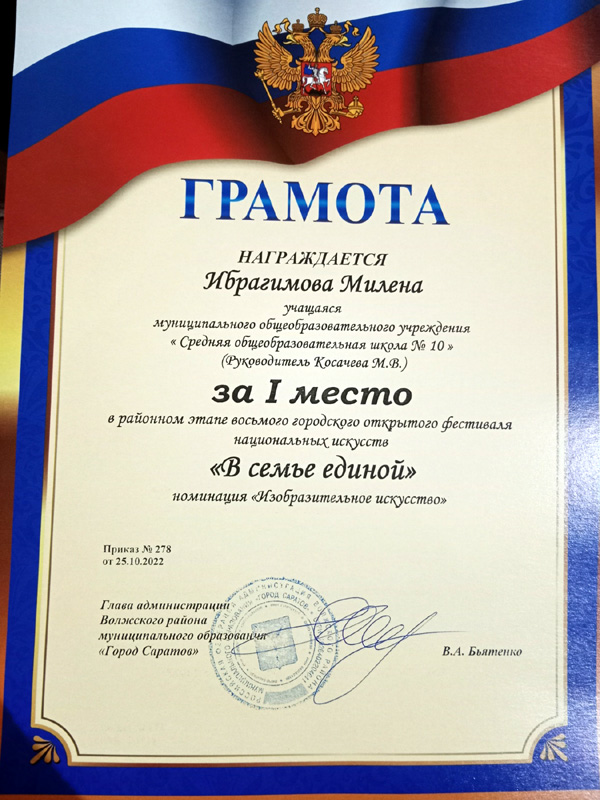 ГРАМОТА
НАГРАЖДАЕТСЯ
Ибрагимова Милена
учащаяся
муниципального общеобразовательного учреждения
« Средняя общеобразовательная школа № 10 »
(Руководитель Косачева М.В.)
за I место
в районном этапе восьмого городского открытого фестиваля
национальных искусств
«В семье единой»
номинация «Изобразительное искусство»
Приказ № 278
от 25.10.2022
Глава администрации
Волжского района
муниципального образования
«Город Саратов»
В.А. Бьятенко